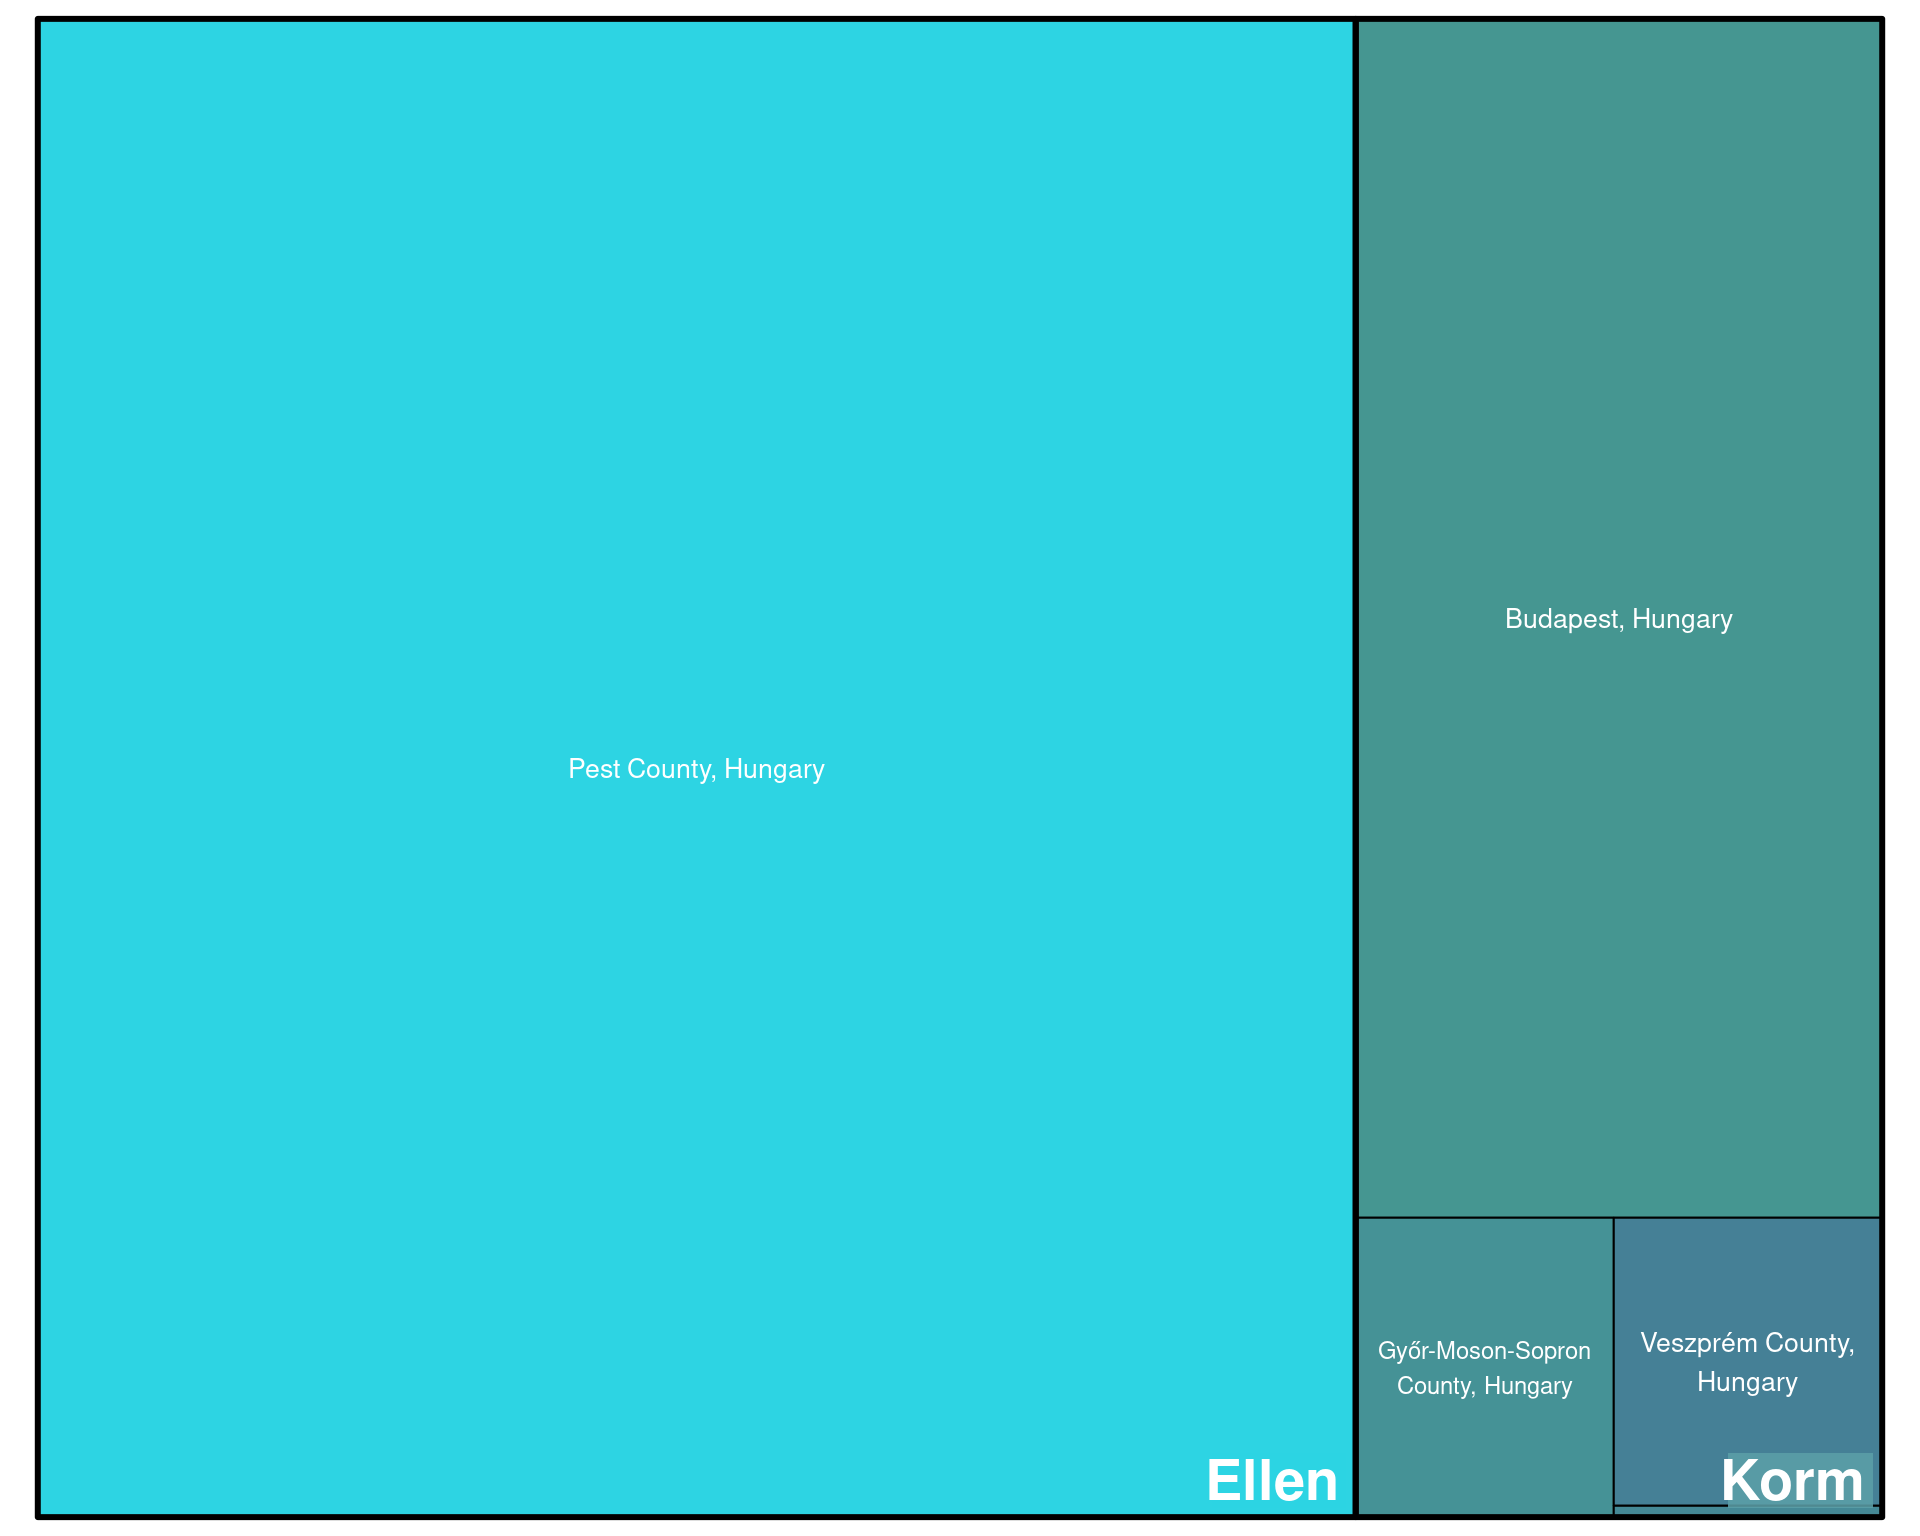 Pest County, Hungary
Ellen
Budapest, Hungary
Győr-Moson-Sopron
County, Hungary
Veszprém County,
Hungary
Korm